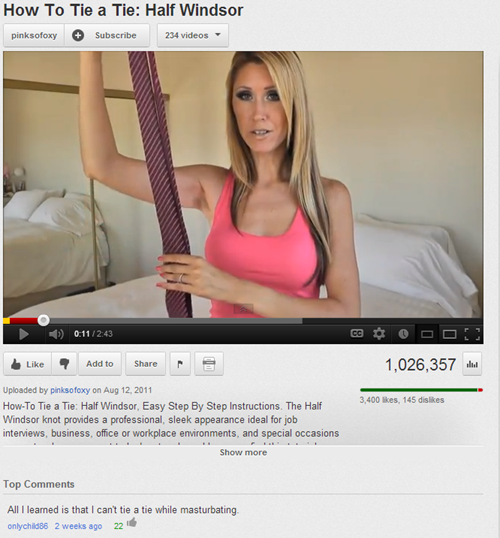 How To Tie a Tie: Half Windsor
pinksofoxy Subscribe 234 videos
0:11 / 2:43 CC
Like Add to Share 1,026,357
Uploaded by pinksofoxy on Aug 12, 2011
3,400 likes, 145 dislikes
How-To Tie a Tie: Half Windsor, Easy Step By Step Instructions. The Half
Windsor knot provides a professional, sleek appearance ideal for job
interviews, business, office or workplace environments, and special occasions
Show more
Top Comments
All I learned is that I can't tie a tie while masturbating.
onlychild86 2 weeks ago 22